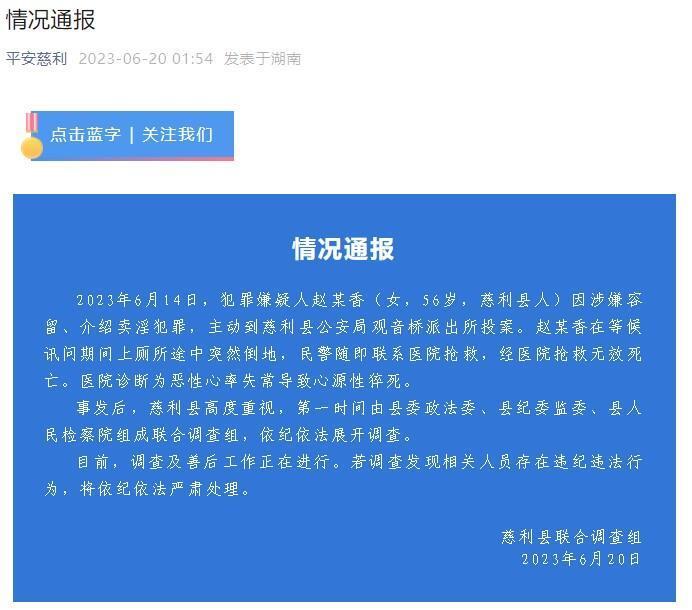 情况通报
平安慈利 2023-06-20 01:54 发表于湖南
点击蓝字 | 关注我们
情况通报
2023年6月14日，犯罪嫌疑人赵某香（女，56岁，慈利县人）因涉嫌容
留、介绍卖淫犯罪，主动到慈利县公安局观音桥派出所投案。赵某香在等候
讯问期间上厕所途中突然倒地，民警随即联系医院抢救，经医院抢救无效死
亡。医院诊断为恶性心率失常导致心源性猝死。
事发后，慈利县高度重视，第一时间由县委政法委、县纪委监委、县人
民检察院组成联合调查组，依纪依法展开调查。
目前，调查及善后工作正在进行。若调查发现相关人员存在违纪违法行
为，将依纪依法严肃处理。
慈利县联合调查组
2023年6月20日